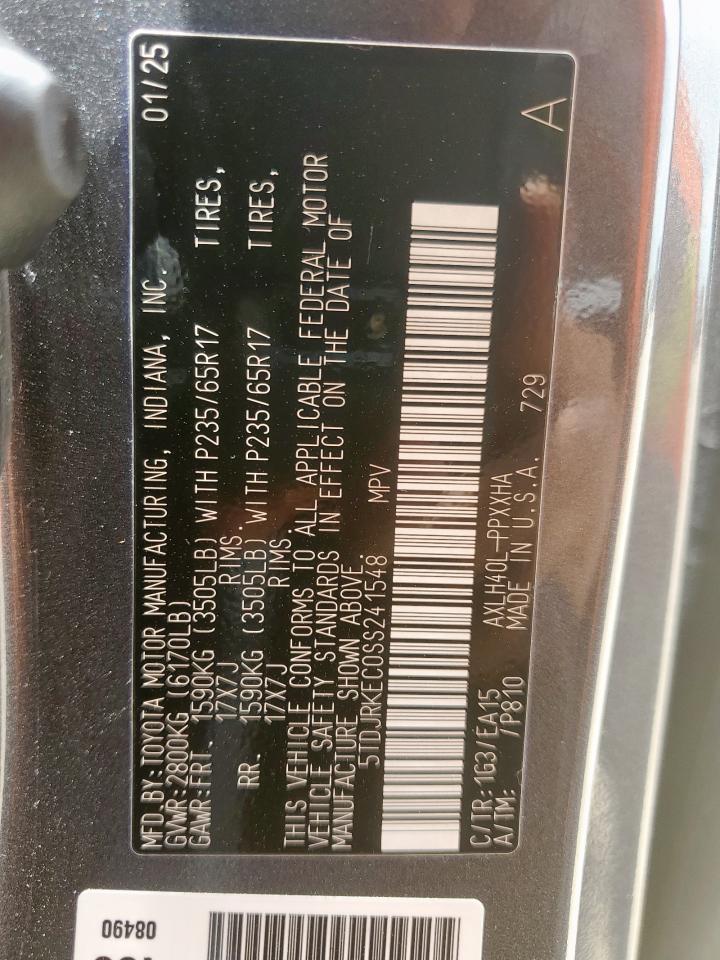 MFD.BY:TOYOTA MOTOR MANUFACTURING, INDIANA, INC. 01/25
GVWR:2800KG (6170LB)
GAWR:FRT. 1590KG (3505LB) WITH P235/65R17 TIRES,
17X7J RIMS.
RR. 1590KG (3505LB) WITH P235/65R17 TIRES,
17X7J RIMS
THIS VEHICLE CONFORMS TO ALL APPLICABLE FEDERAL MOTOR
VEHICLE SAFETY STANDARDS IN EFFECT ON THE DATE OF
MANUFACTURE SHOWN ABOVE.
5TDJRKEC0SS241548 MPV
C/TR:1G3/EA15 AXLH40L-PPXXHA
A/TM: /P810 MADE IN U.S.A. 729 A
08490